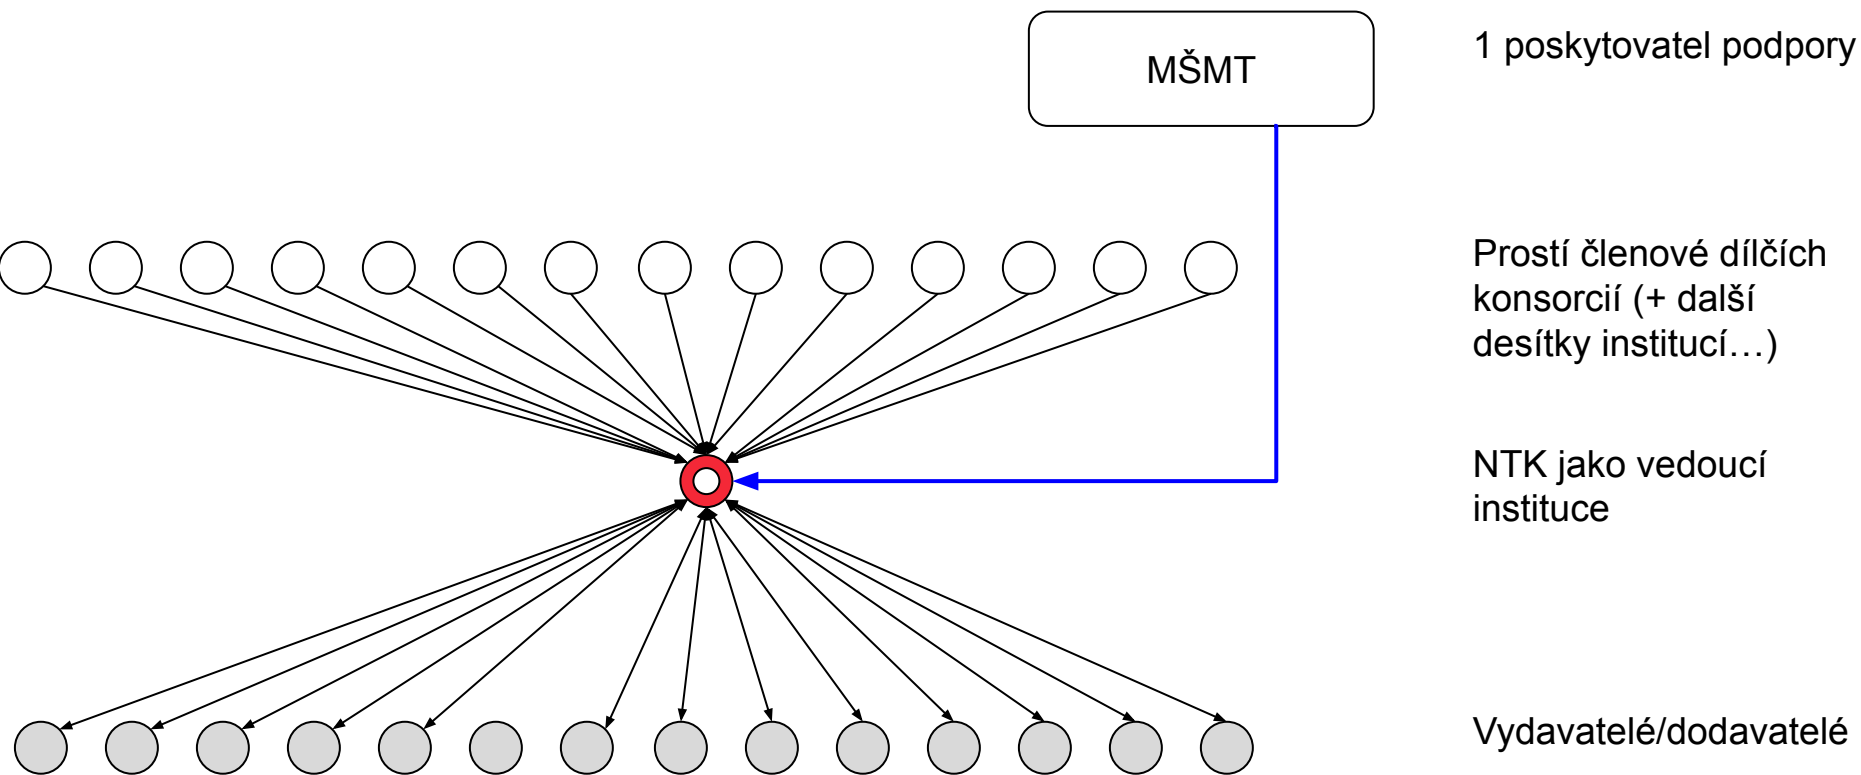 MŠMT
1 poskytovatel podpory
Prostí členové dílčích
konsorcií (+ další
desítky institucí…)
NTK jako vedoucí
instituce
Vydavatelé/dodavatelé